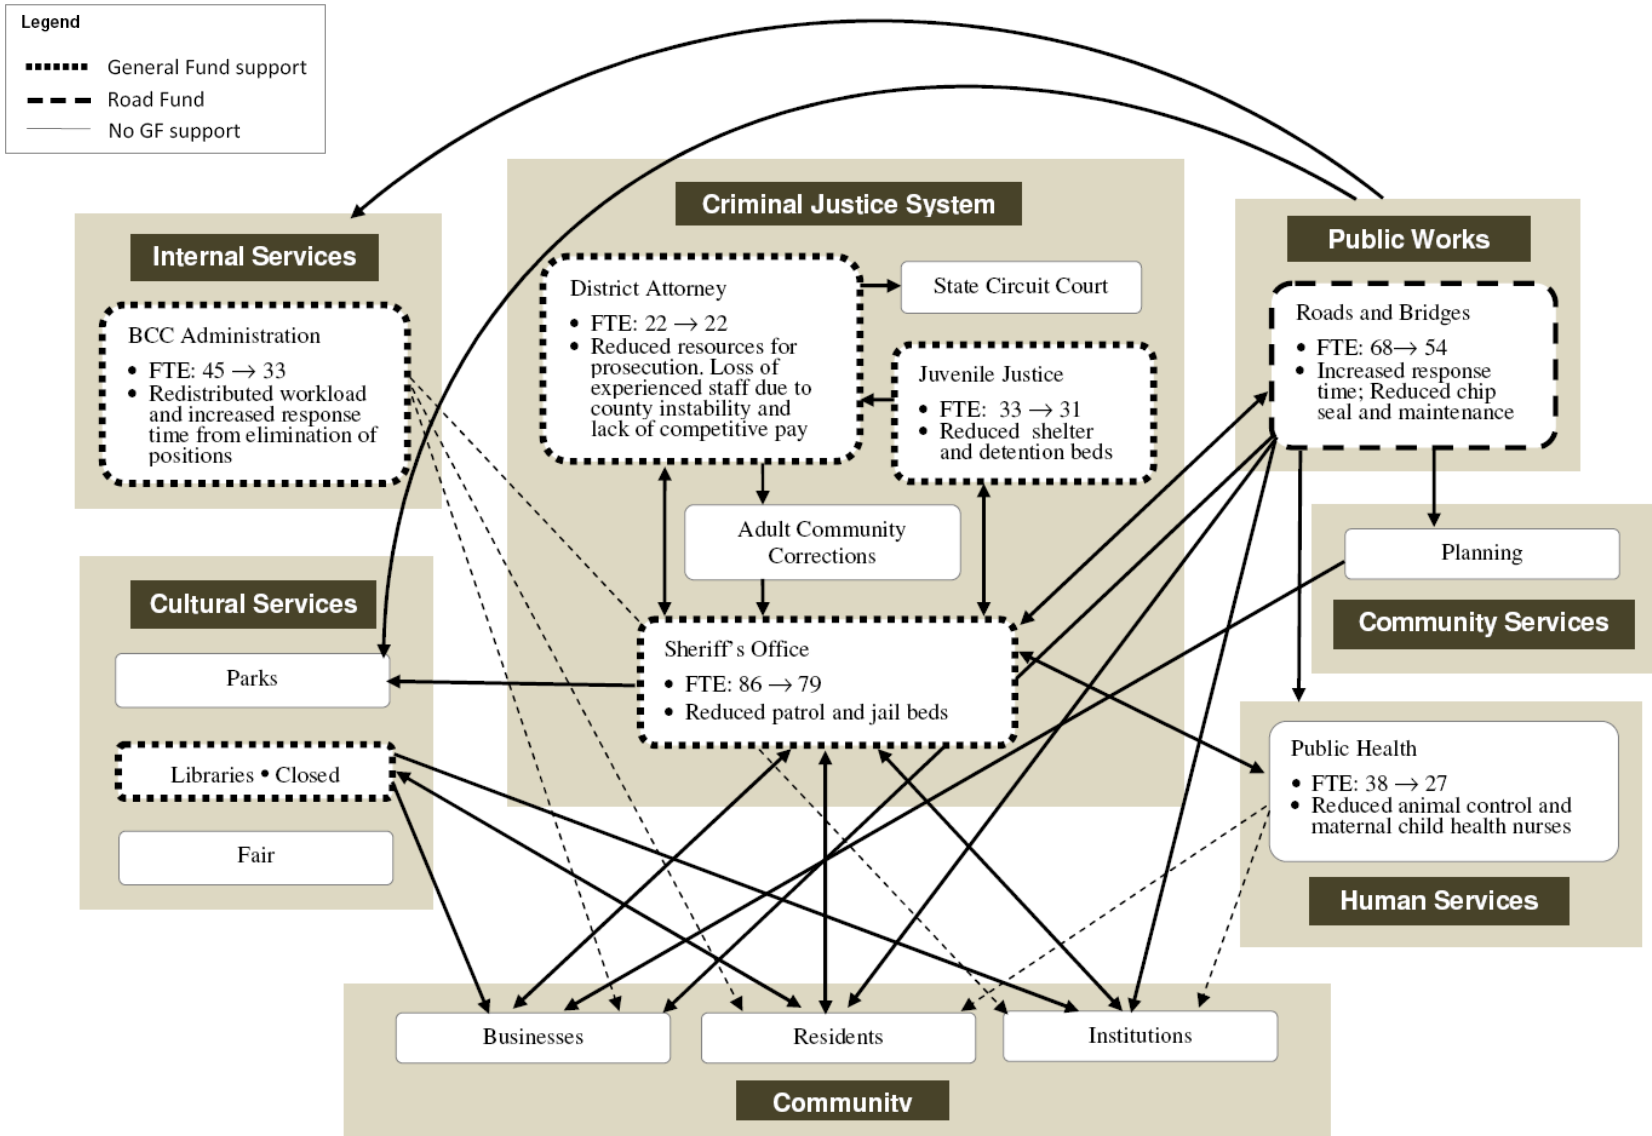 Legend
General Fund support
Road Fund
No GF support
Criminal Justice System
Internal Services
Public Works
BCC Administration
• FTE: 45 → 33
• Redistributed workload
and increased response
time from elimination of
positions
District Attorney
• FTE: 22 → 22
• Reduced resources for
prosecution. Loss of
experienced staff due to
county instability and
lack of competitive pay
State Circuit Court
Juvenile Justice
• FTE: 33 → 31
• Reduced shelter
and detention beds
Roads and Bridges
• FTE: 68→ 54
• Increased response
time; Reduced chip
seal and maintenance
Adult Community
Corrections
Planning
Community Services
Cultural Services
Parks
Libraries • Closed
Fair
Sheriff's Office
• FTE: 86 → 79
• Reduced patrol and jail beds
Public Health
• FTE: 38 → 27
• Reduced animal control and
maternal child health nurses
Human Services
Businesses
Residents
Institutions
Community